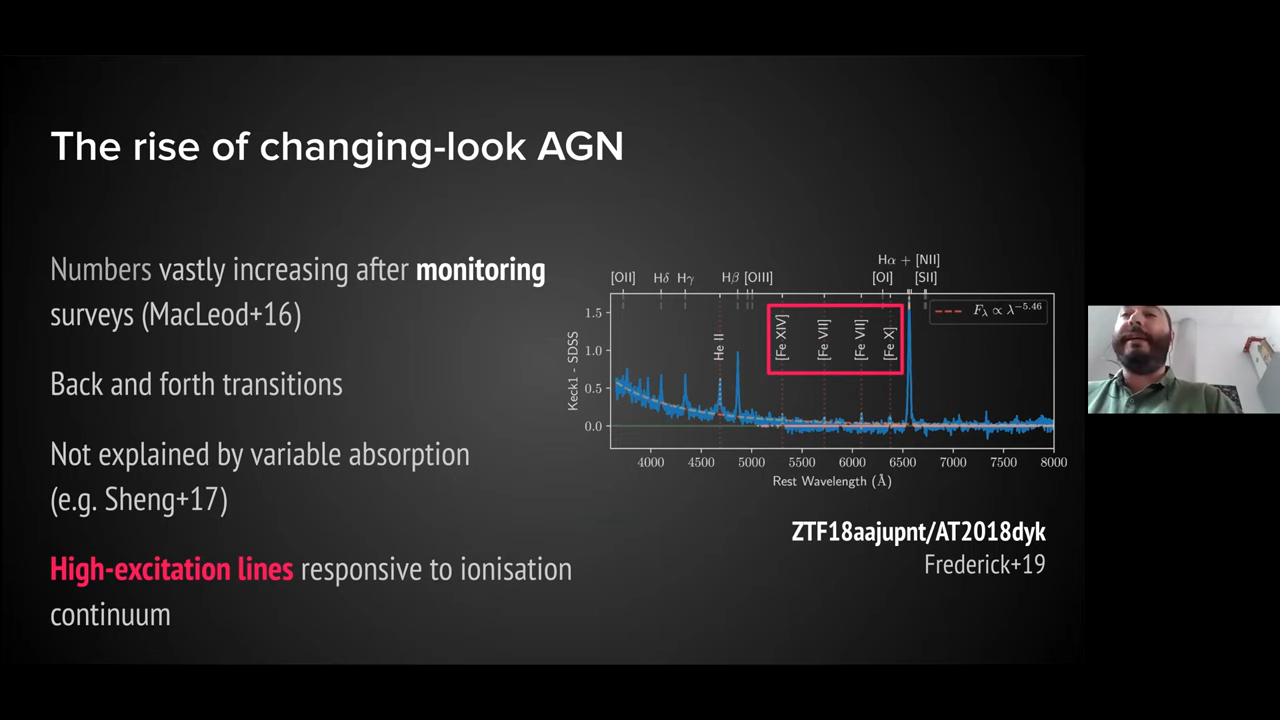 The rise of changing-look AGN
Numbers vastly increasing after monitoring
surveys (MacLeod+16)
Back and forth transitions
Not explained by variable absorption
(e.g. Sheng+17)
High-excitation lines responsive to ionisation
continuum
Hα + [NII]
[OII] Hδ Hγ Hβ [OIII] [OI] [SII]
Fλ ∝ λ^−5.46
He II
[Fe XIV]
[Fe VII]
[Fe VII]
[Fe X]
Keck1 - SDSS
1.5
1.0
0.5
0.0
4000 4500 5000 5500 6000 6500 7000 7500 8000
Rest Wavelength (Å)
ZTF18aajupnt/AT2018dyk
Frederick+19